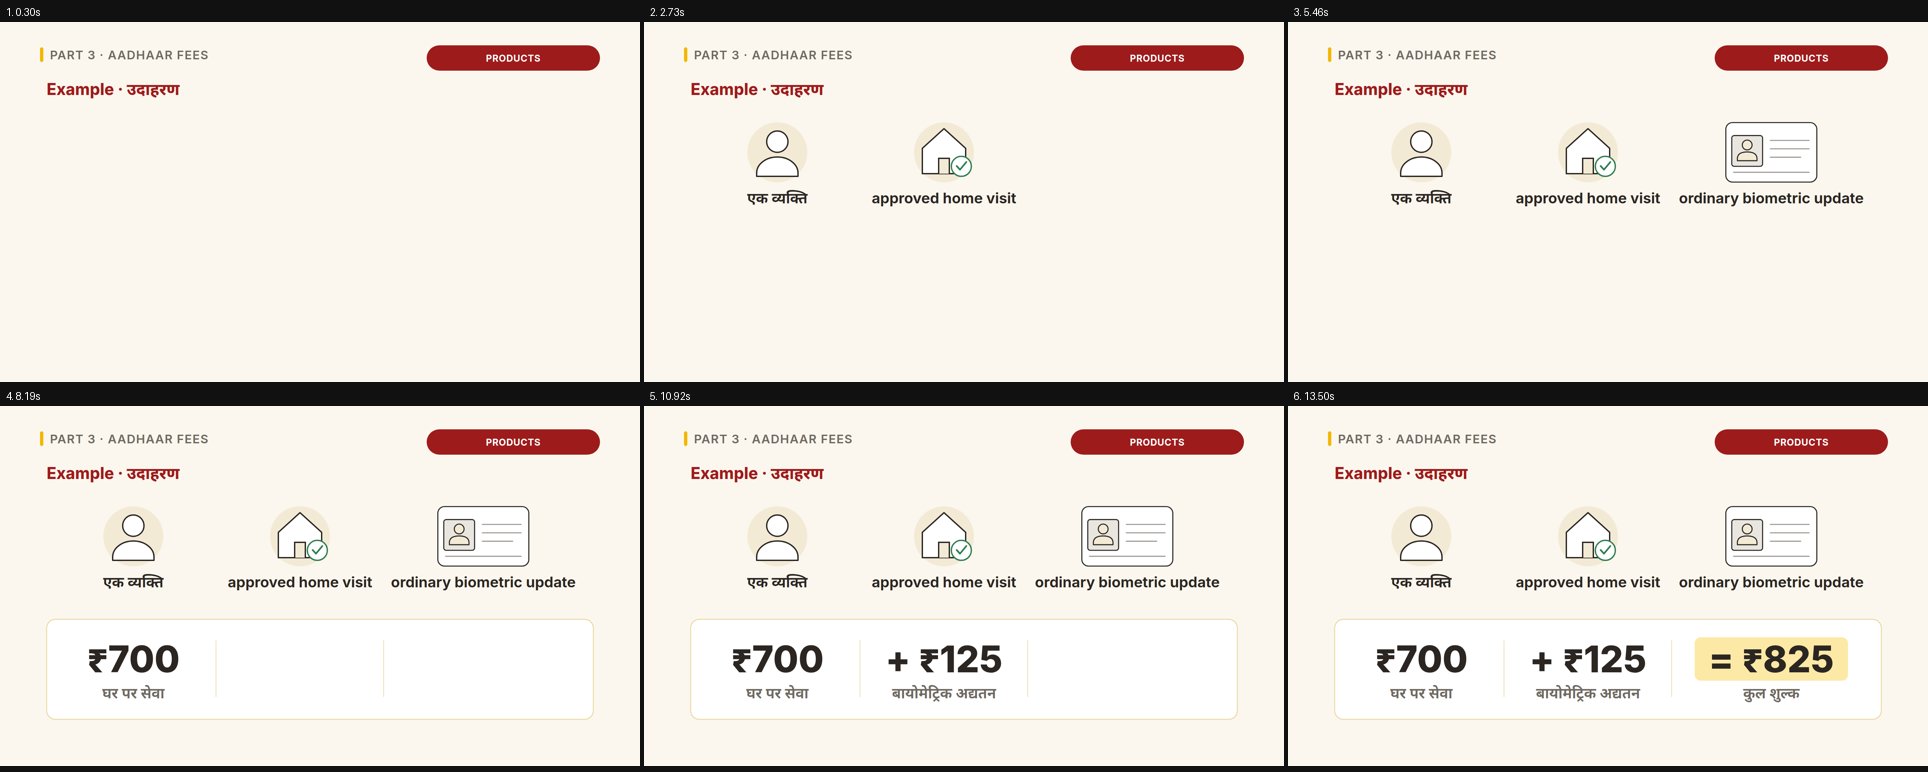 1. 0.30s
PART 3 · AADHAAR FEES
PRODUCTS
Example · उदाहरण
2. 2.73s
PART 3 · AADHAAR FEES
PRODUCTS
Example · उदाहरण
एक व्यक्ति
approved home visit
3. 5.46s
PART 3 · AADHAAR FEES
PRODUCTS
Example · उदाहरण
एक व्यक्ति
approved home visit
ordinary biometric update
4. 8.19s
PART 3 · AADHAAR FEES
PRODUCTS
Example · उदाहरण
एक व्यक्ति
approved home visit
ordinary biometric update
₹700
घर पर सेवा
5. 10.92s
PART 3 · AADHAAR FEES
PRODUCTS
Example · उदाहरण
एक व्यक्ति
approved home visit
ordinary biometric update
₹700
घर पर सेवा
+ ₹125
बायोमेट्रिक अद्यतन
6. 13.50s
PART 3 · AADHAAR FEES
PRODUCTS
Example · उदाहरण
एक व्यक्ति
approved home visit
ordinary biometric update
₹700
घर पर सेवा
+ ₹125
बायोमेट्रिक अद्यतन
= ₹825
कुल शुल्क